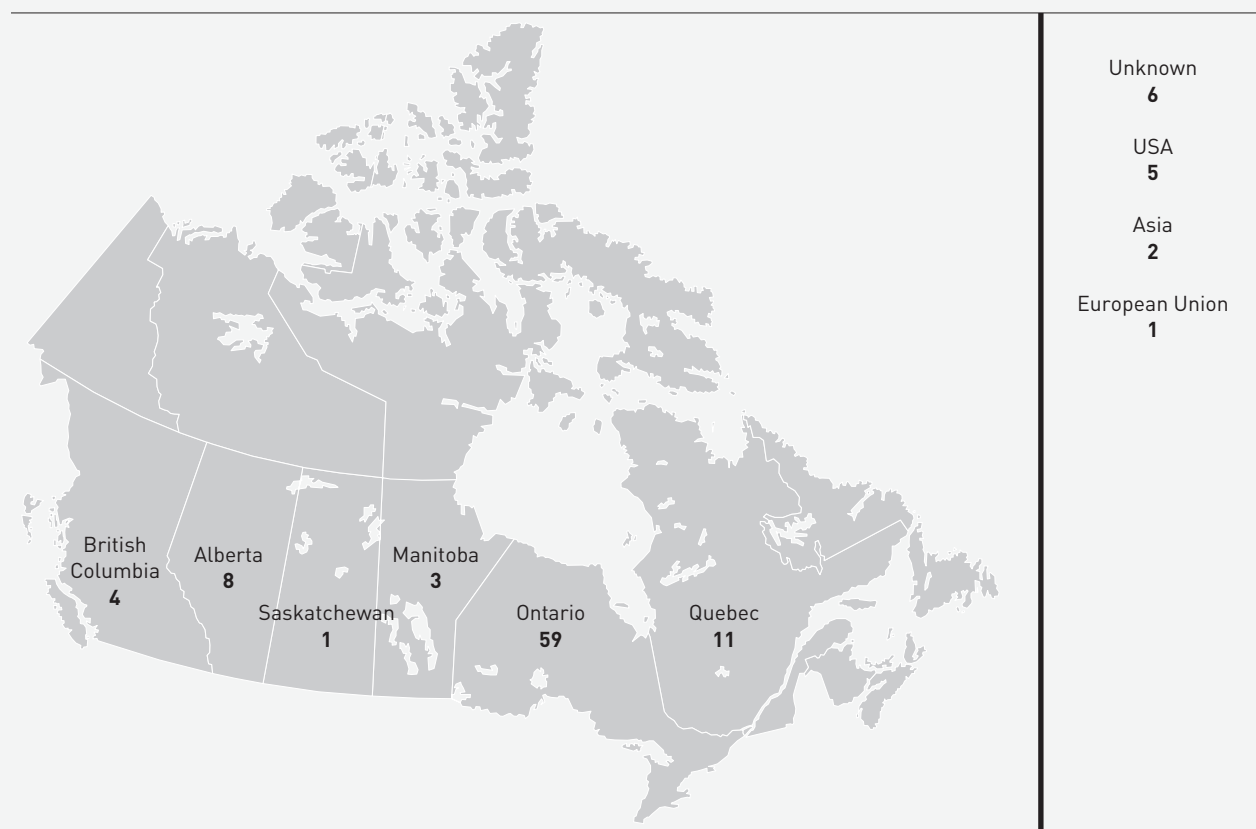 British
Columbia
4
Alberta
8
Saskatchewan
1
Manitoba
3
Ontario
59
Quebec
11
Unknown
6
USA
5
Asia
2
European Union
1